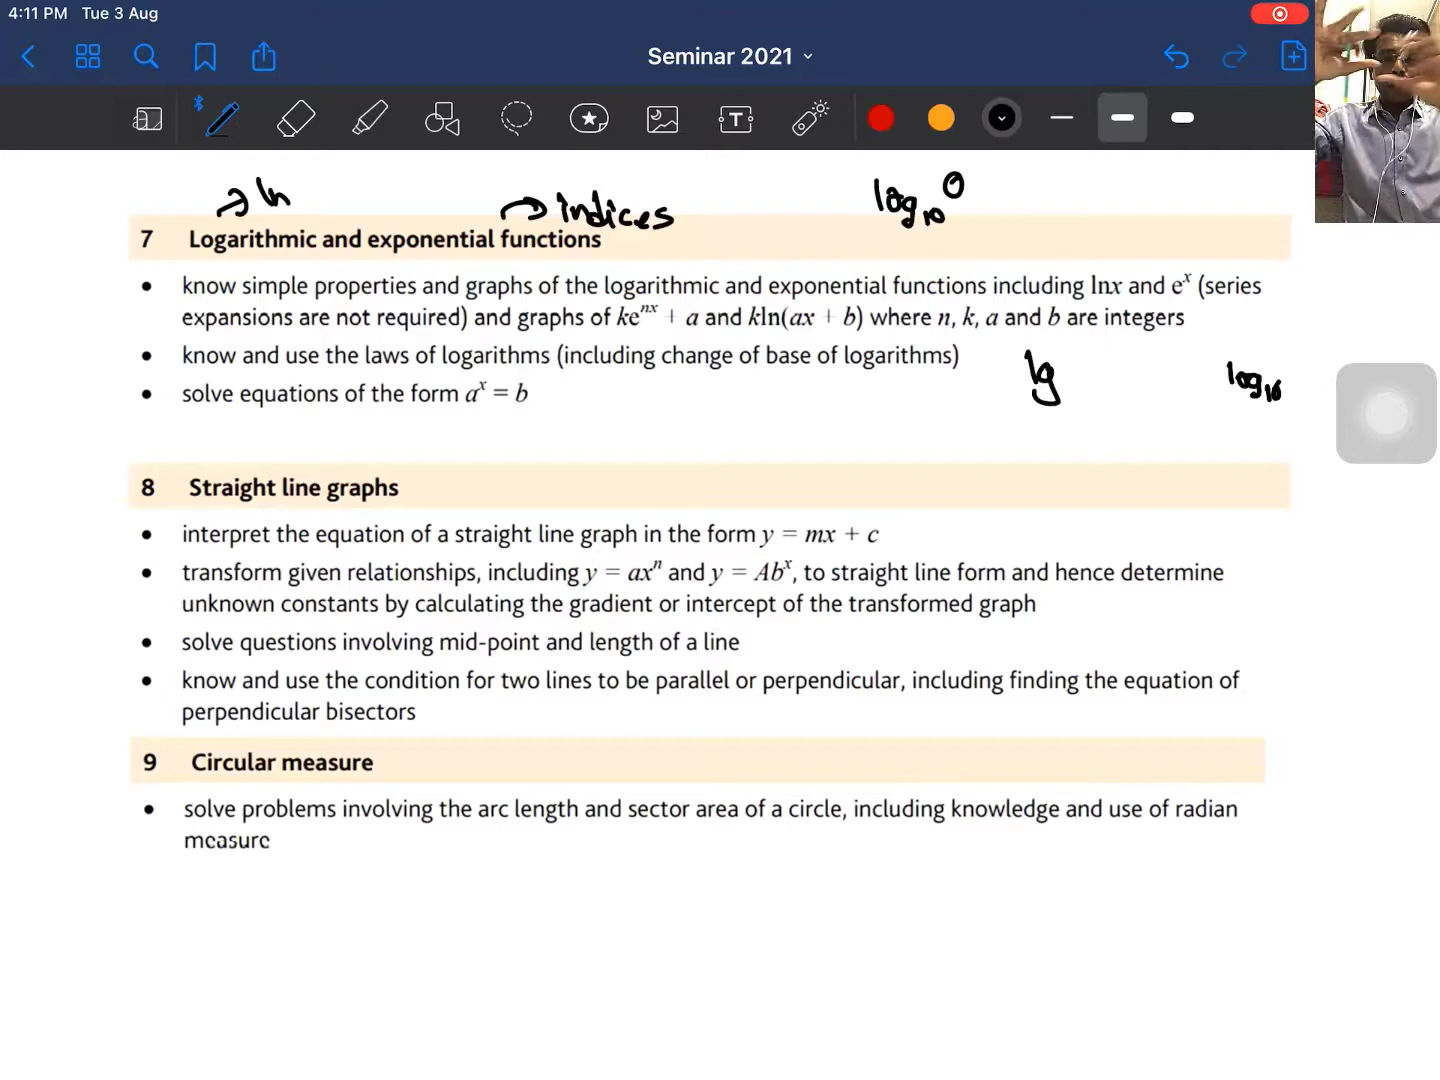 4:11 PM Tue 3 Aug
Seminar 2021
→ ln
→ indices
log₁₀
7 Logarithmic and exponential functions
• know simple properties and graphs of the logarithmic and exponential functions including lnx and eˣ (series
expansions are not required) and graphs of keⁿˣ + a and kln(ax + b) where n, k, a and b are integers
• know and use the laws of logarithms (including change of base of logarithms)
lg
log₁₀
• solve equations of the form aˣ = b
8 Straight line graphs
• interpret the equation of a straight line graph in the form y = mx + c
• transform given relationships, including y = axⁿ and y = Abˣ, to straight line form and hence determine
unknown constants by calculating the gradient or intercept of the transformed graph
• solve questions involving mid-point and length of a line
• know and use the condition for two lines to be parallel or perpendicular, including finding the equation of
perpendicular bisectors
9 Circular measure
• solve problems involving the arc length and sector area of a circle, including knowledge and use of radian
measure